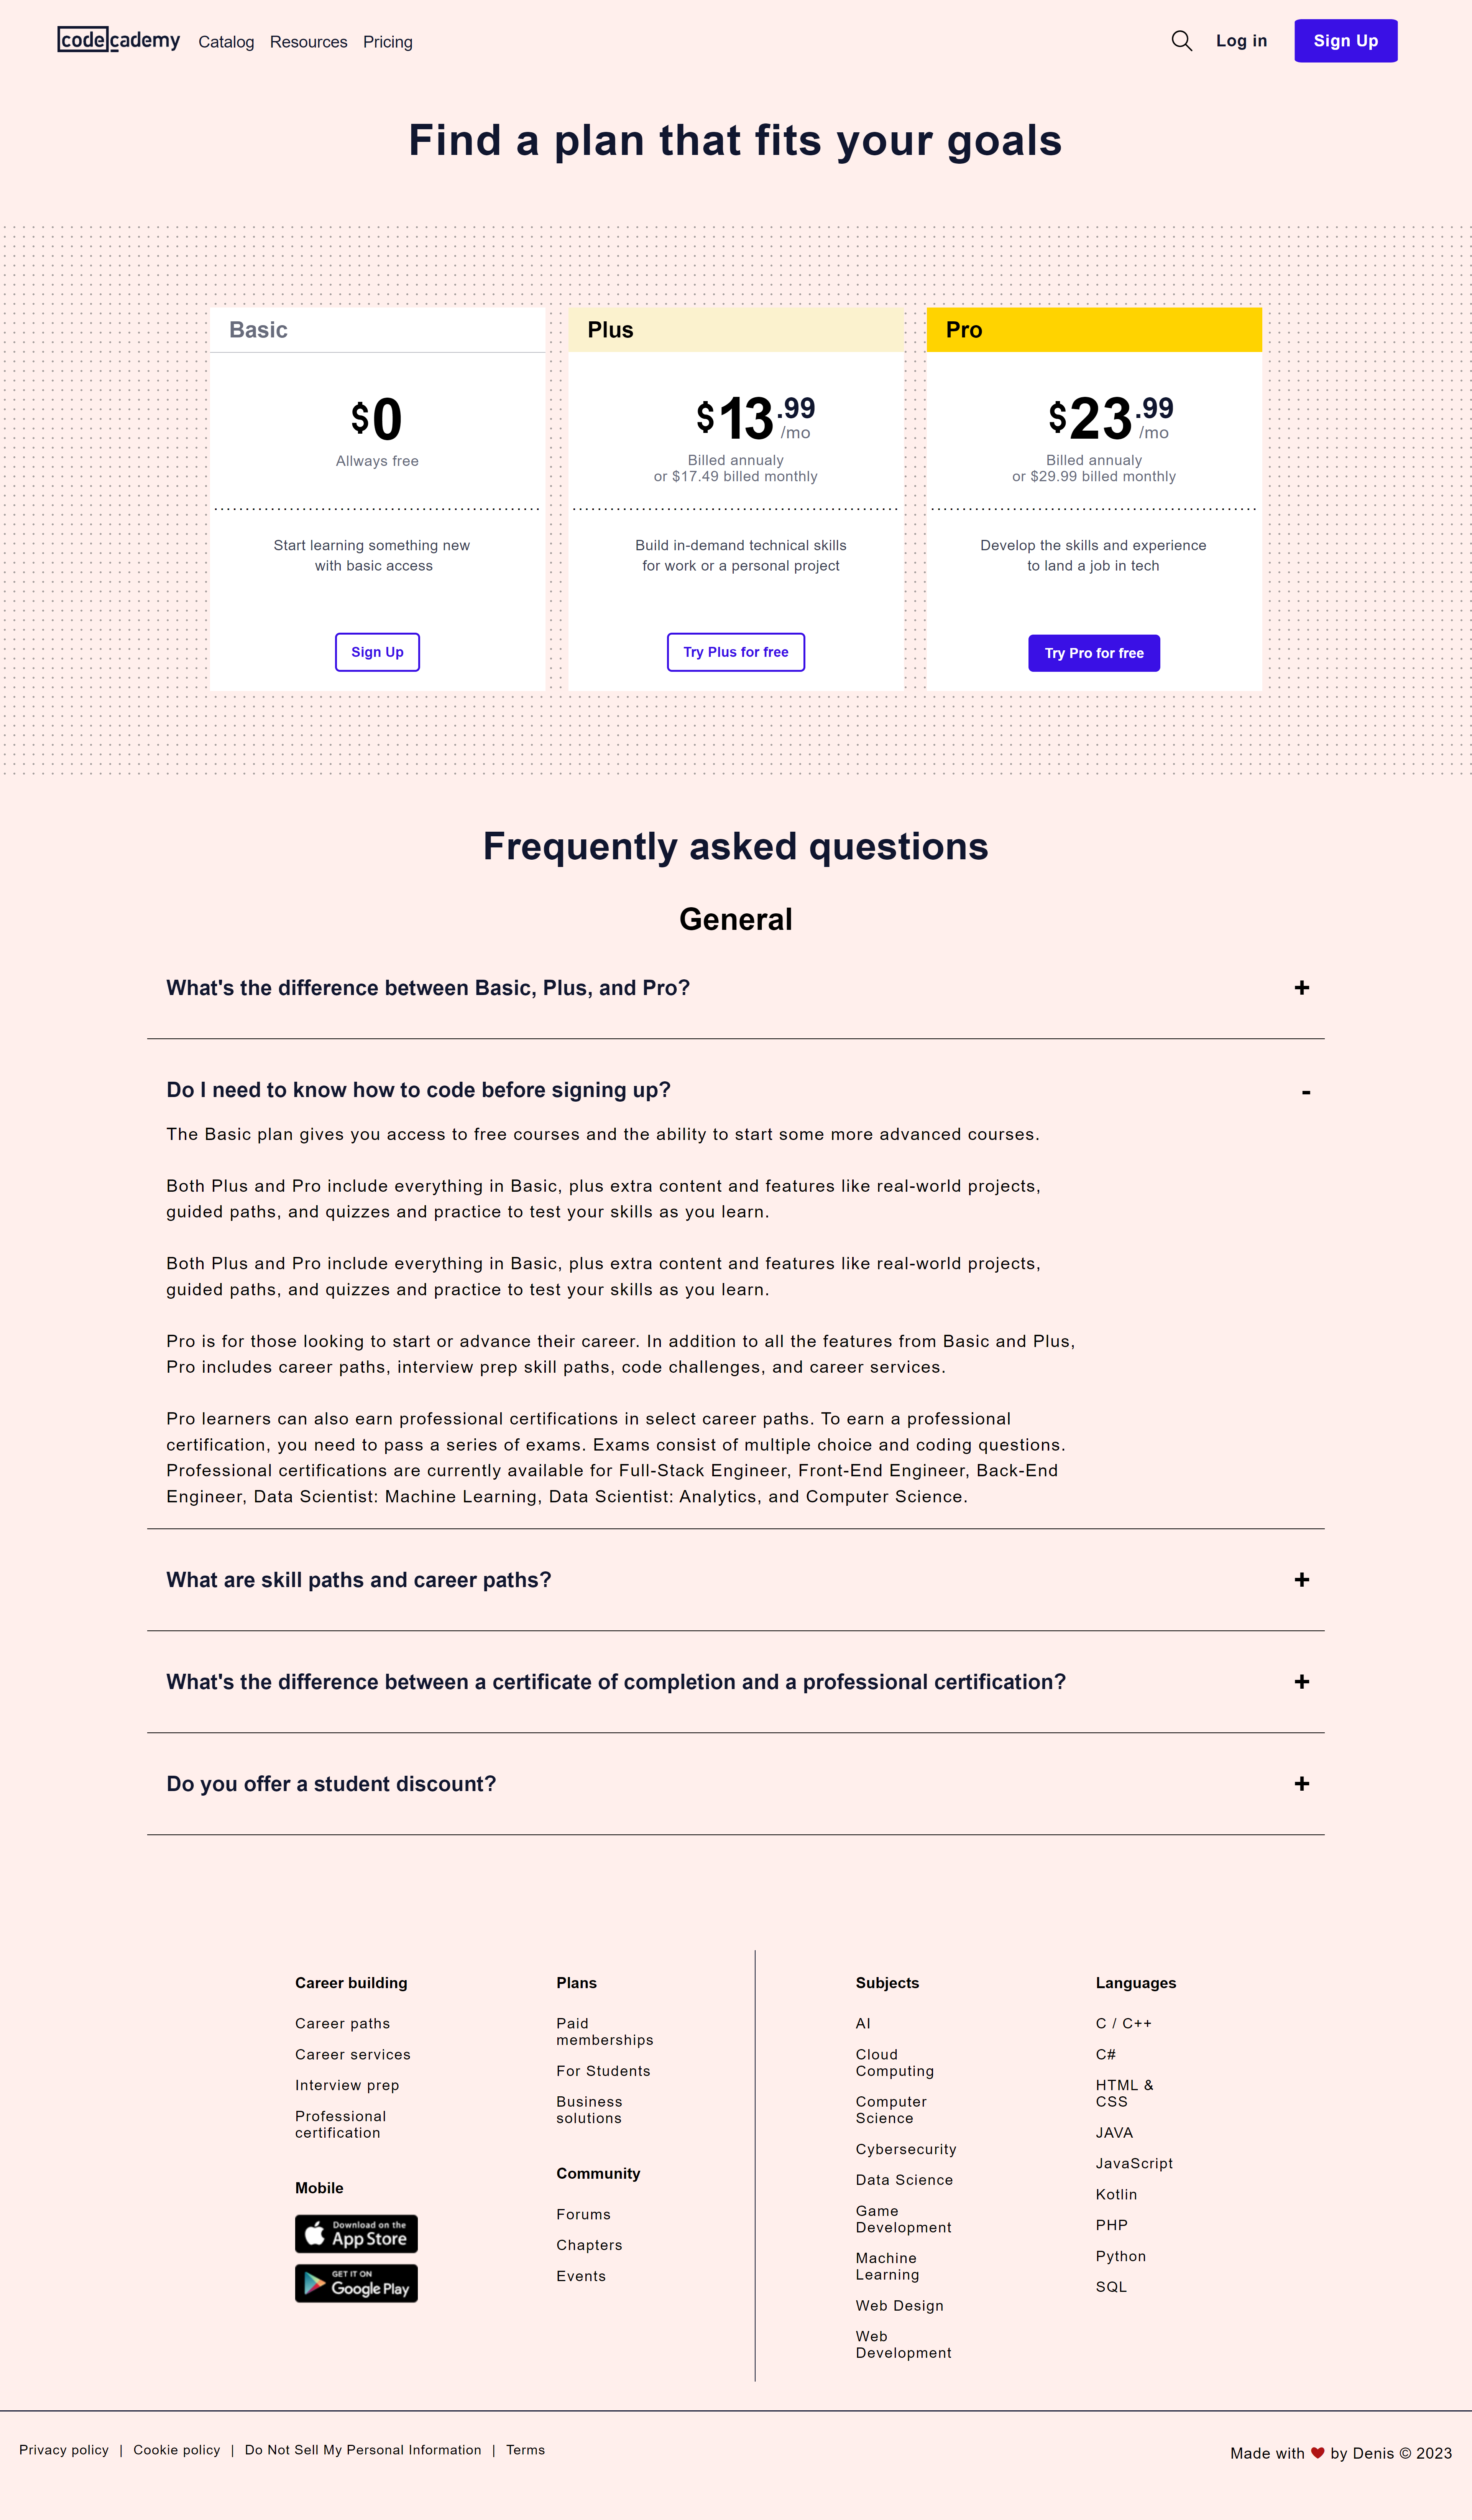 codecademy Catalog Resources Pricing Log in Sign Up
Find a plan that fits your goals
Basic
$0
Allways free
Start learning something new
with basic access
Sign Up
Plus
$13.99
/mo
Billed annualy
or $17.49 billed monthly
Build in-demand technical skills
for work or a personal project
Try Plus for free
Pro
$23.99
/mo
Billed annualy
or $29.99 billed monthly
Develop the skills and experience
to land a job in tech
Try Pro for free
Frequently asked questions
General
What's the difference between Basic, Plus, and Pro? +
Do I need to know how to code before signing up? -
The Basic plan gives you access to free courses and the ability to start some more advanced courses.
Both Plus and Pro include everything in Basic, plus extra content and features like real-world projects,
guided paths, and quizzes and practice to test your skills as you learn.
Both Plus and Pro include everything in Basic, plus extra content and features like real-world projects,
guided paths, and quizzes and practice to test your skills as you learn.
Pro is for those looking to start or advance their career. In addition to all the features from Basic and Plus,
Pro includes career paths, interview prep skill paths, code challenges, and career services.
Pro learners can also earn professional certifications in select career paths. To earn a professional
certification, you need to pass a series of exams. Exams consist of multiple choice and coding questions.
Professional certifications are currently available for Full-Stack Engineer, Front-End Engineer, Back-End
Engineer, Data Scientist: Machine Learning, Data Scientist: Analytics, and Computer Science.
What are skill paths and career paths? +
What's the difference between a certificate of completion and a professional certification? +
Do you offer a student discount? +
Career building
Career paths
Career services
Interview prep
Professional
certification
Mobile
Download on the
App Store
GET IT ON
Google Play
Plans
Paid
memberships
For Students
Business
solutions
Community
Forums
Chapters
Events
Subjects
AI
Cloud
Computing
Computer
Science
Cybersecurity
Data Science
Game
Development
Machine
Learning
Web Design
Web
Development
Languages
C / C++
C#
HTML &
CSS
JAVA
JavaScript
Kotlin
PHP
Python
SQL
Privacy policy | Cookie policy | Do Not Sell My Personal Information | Terms
Made with ❤ by Denis © 2023